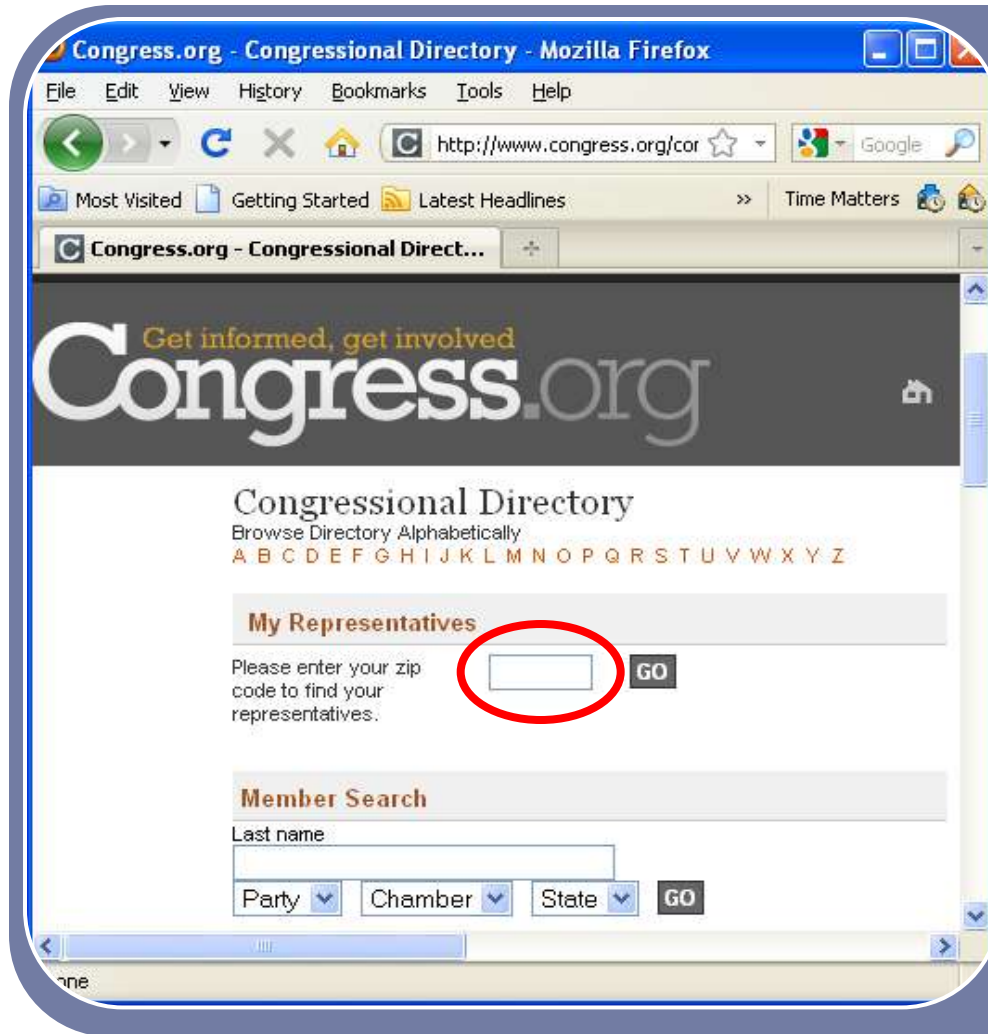 Congress.org - Congressional Directory - Mozilla Firefox
File Edit View History Bookmarks Tools Help
C http://www.congress.org/cor Google
Most Visited Getting Started Latest Headlines » Time Matters
C Congress.org - Congressional Direct...
Get informed, get involved
Congress.org
Congressional Directory
Browse Directory Alphabetically
A B C D E F G H I J K L M N O P Q R S T U V W X Y Z
My Representatives
Please enter your zip
code to find your
representatives.
GO
Member Search
Last name
Party Chamber State GO
one